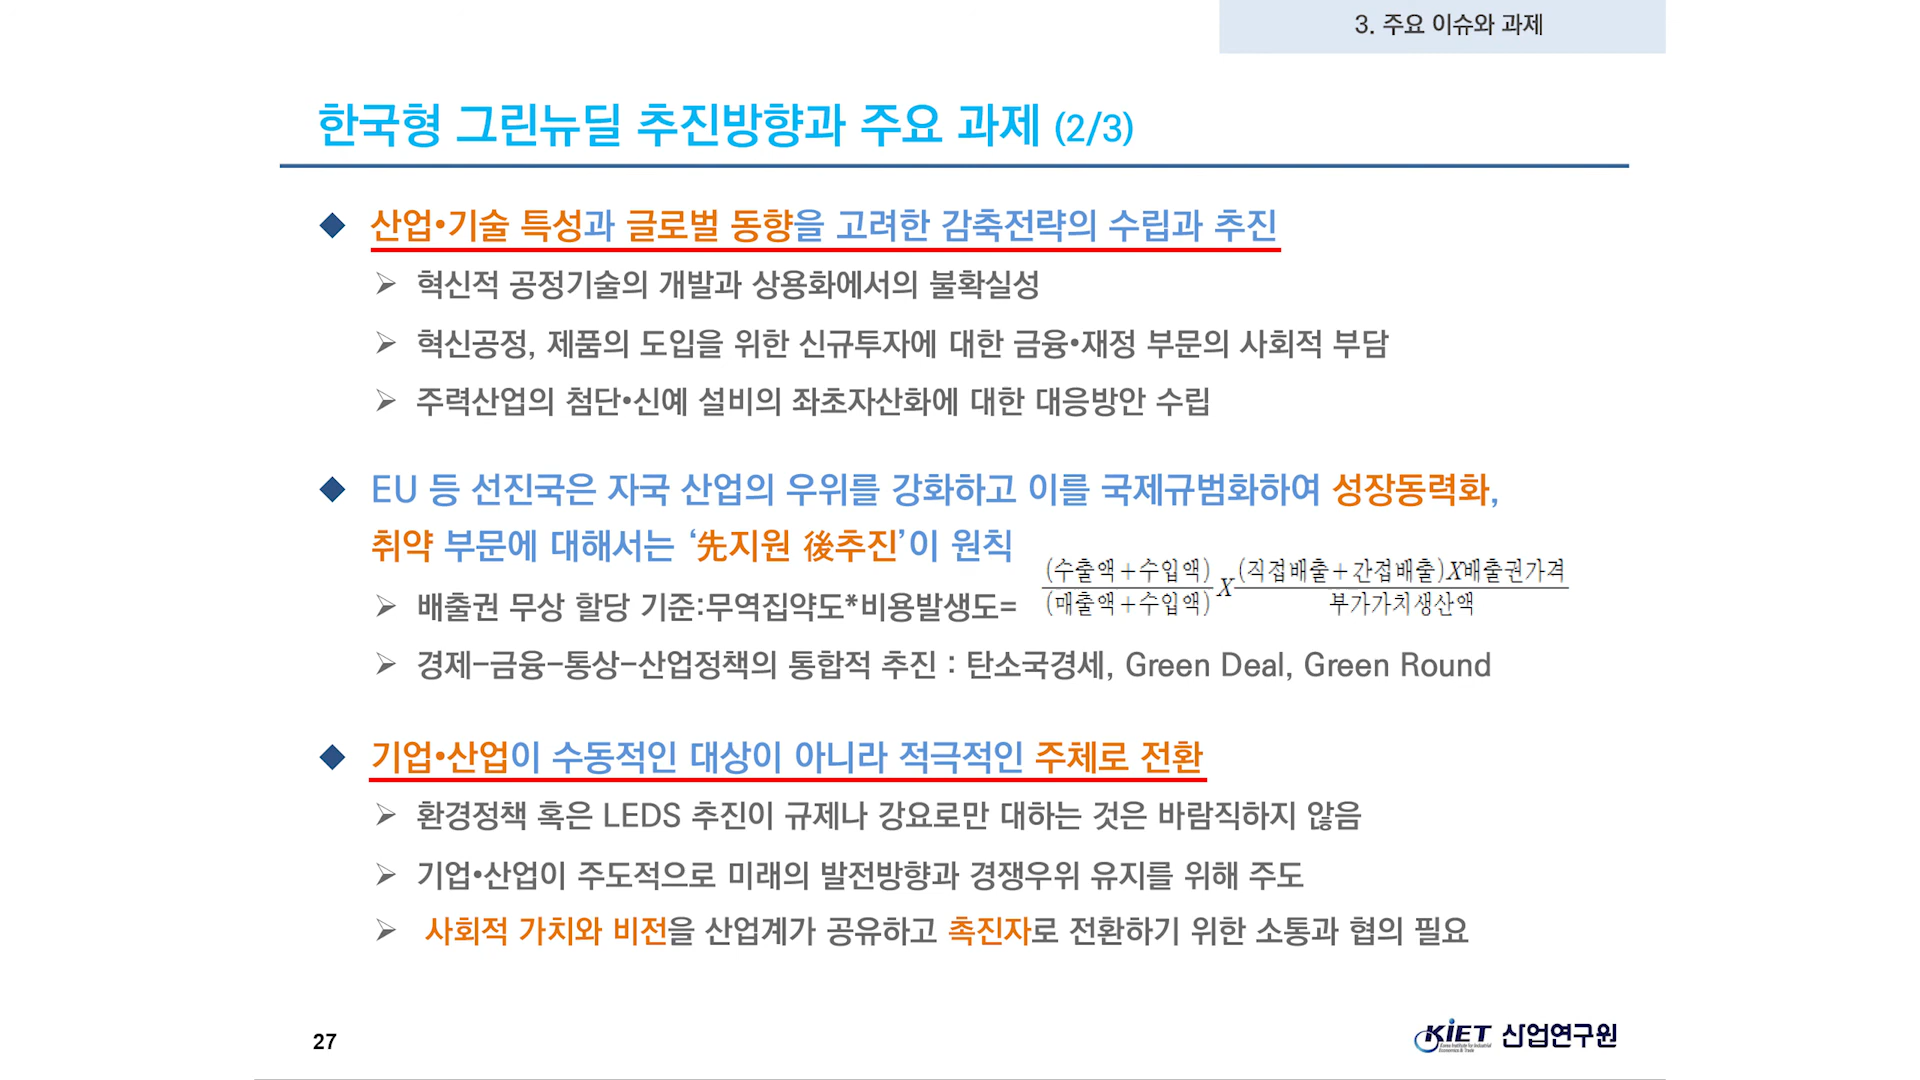 3. 주요 이슈와 과제
한국형 그린뉴딜 추진방향과 주요 과제 (2/3)
◆ 산업•기술 특성과 글로벌 동향을 고려한 감축전략의 수립과 추진
➢ 혁신적 공정기술의 개발과 상용화에서의 불확실성
➢ 혁신공정, 제품의 도입을 위한 신규투자에 대한 금융•재정 부문의 사회적 부담
➢ 주력산업의 첨단•신예 설비의 좌초자산화에 대한 대응방안 수립
◆ EU 등 선진국은 자국 산업의 우위를 강화하고 이를 국제규범화하여 성장동력화,
취약 부문에 대해서는 ‘先지원 後추진’이 원칙
➢ 배출권 무상 할당 기준:무역집약도*비용발생도=
(수출액+수입액)/(매출액+수입액) X (직접배출+간접배출)X배출권가격/부가가치생산액
➢ 경제-금융-통상-산업정책의 통합적 추진 : 탄소국경세, Green Deal, Green Round
◆ 기업•산업이 수동적인 대상이 아니라 적극적인 주체로 전환
➢ 환경정책 혹은 LEDS 추진이 규제나 강요로만 대하는 것은 바람직하지 않음
➢ 기업•산업이 주도적으로 미래의 발전방향과 경쟁우위 유지를 위해 주도
➢ 사회적 가치와 비전을 산업계가 공유하고 촉진자로 전환하기 위한 소통과 협의 필요
27
KiET 산업연구원
Korea Institute for Industrial
Economics & Trade